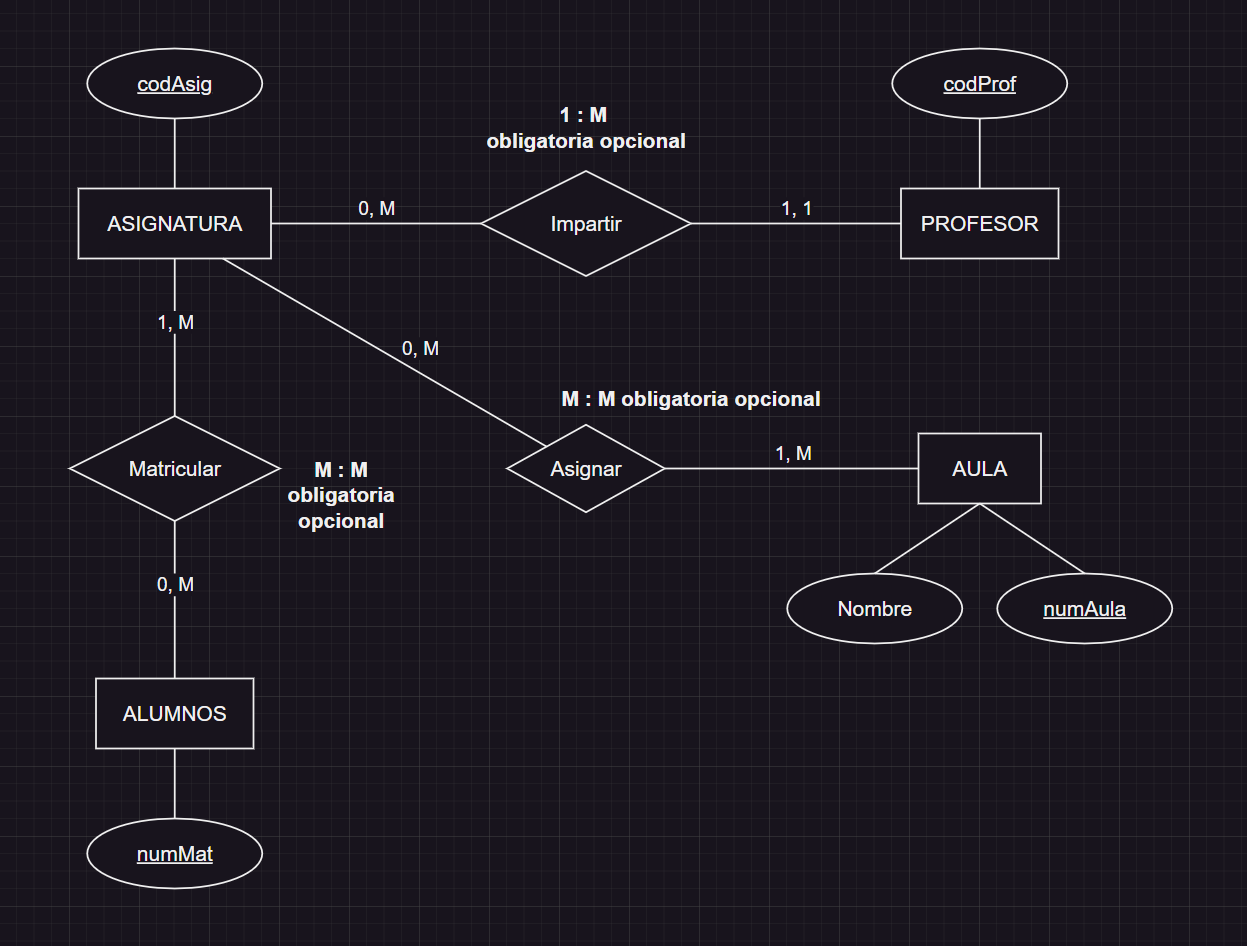 codAsig
codProf
1 : M
obligatoria opcional
ASIGNATURA
0, M
Impartir
1, 1
PROFESOR
1, M
0, M
M : M obligatoria opcional
Matricular
M : M
obligatoria
opcional
Asignar
1, M
AULA
0, M
Nombre
numAula
ALUMNOS
numMat